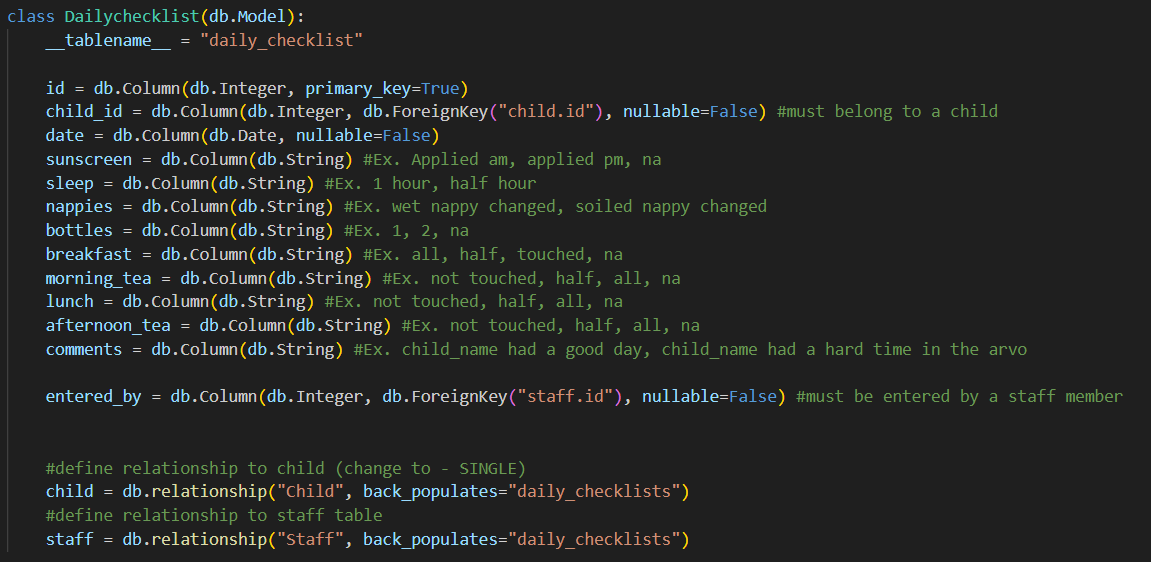 class Dailychecklist(db.Model):
    __tablename__ = "daily_checklist"
    id = db.Column(db.Integer, primary_key=True)
    child_id = db.Column(db.Integer, db.ForeignKey("child.id"), nullable=False) #must belong to a child
    date = db.Column(db.Date, nullable=False)
    sunscreen = db.Column(db.String) #Ex. Applied am, applied pm, na
    sleep = db.Column(db.String) #Ex. 1 hour, half hour
    nappies = db.Column(db.String) #Ex. wet nappy changed, soiled nappy changed
    bottles = db.Column(db.String) #Ex. 1, 2, na
    breakfast = db.Column(db.String) #Ex. all, half, touched, na
    morning_tea = db.Column(db.String) #Ex. not touched, half, all, na
    lunch = db.Column(db.String) #Ex. not touched, half, all, na
    afternoon_tea = db.Column(db.String) #Ex. not touched, half, all, na
    comments = db.Column(db.String) #Ex. child_name had a good day, child_name had a hard time in the arvo
    entered_by = db.Column(db.Integer, db.ForeignKey("staff.id"), nullable=False) #must be entered by a staff member
    #define relationship to child (change to - SINGLE)
    child = db.relationship("Child", back_populates="daily_checklists")
    #define relationship to staff table
    staff = db.relationship("Staff", back_populates="daily_checklists")